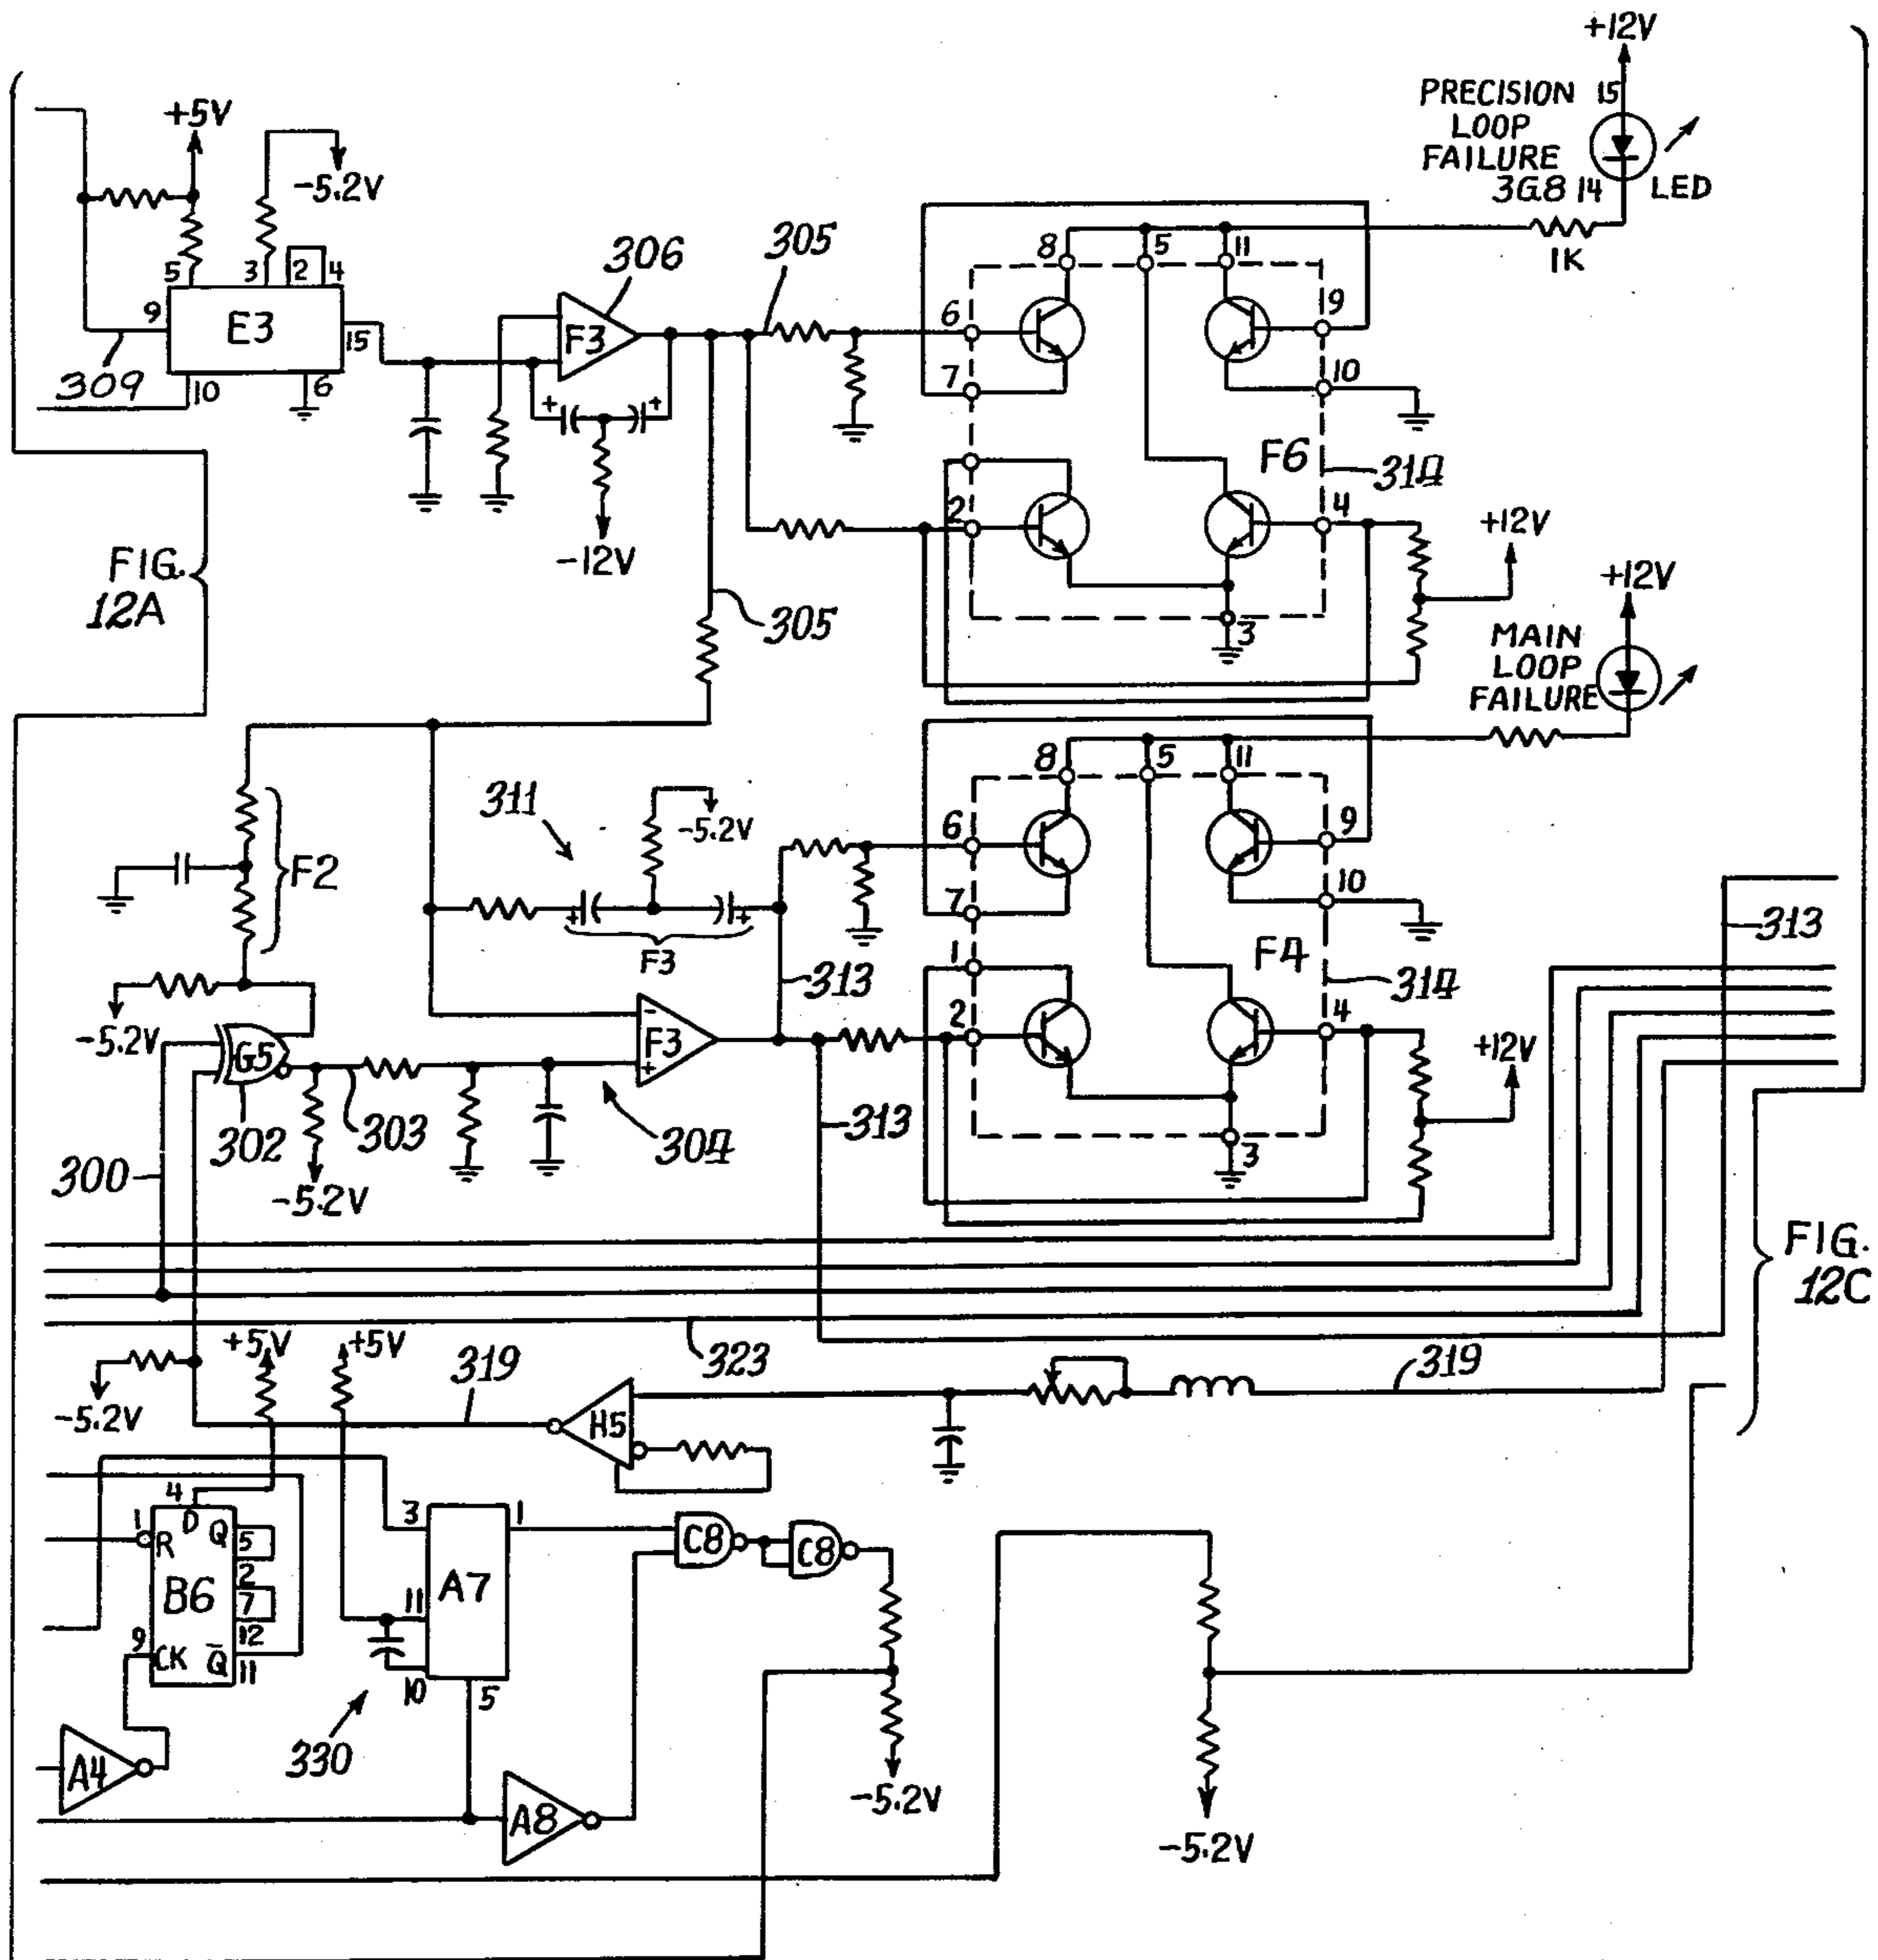 +12V
PRECISION 15
LOOP
FAILURE
3G8 14 LED
1K
+5V
-5.2V
5 3 2 4
9 E3 15
309 10 6
306 305
F3
+ +
-12V
8 5 11
6 9
7 10
F6 314
2 4
+12V
3
305
FIG.
12A
+12V
MAIN
LOOP
FAILURE
8 5 11
311 -5.2V
6 9
F2
7 10
+ +
F3
1 F4 313
313 314
2 4
-5.2V
- F3 +
G5
+12V
302 303 304 313
300
-5.2V
3
FIG.
12C
+5V +5V
323
319 319
-5.2V
H5
4 3 1
1 D Q 5
R 2
B6 7
9 12
CK Q̅ 11
C8 C8
11 A7
10 5
330
A4
-5.2V
A8
-5.2V